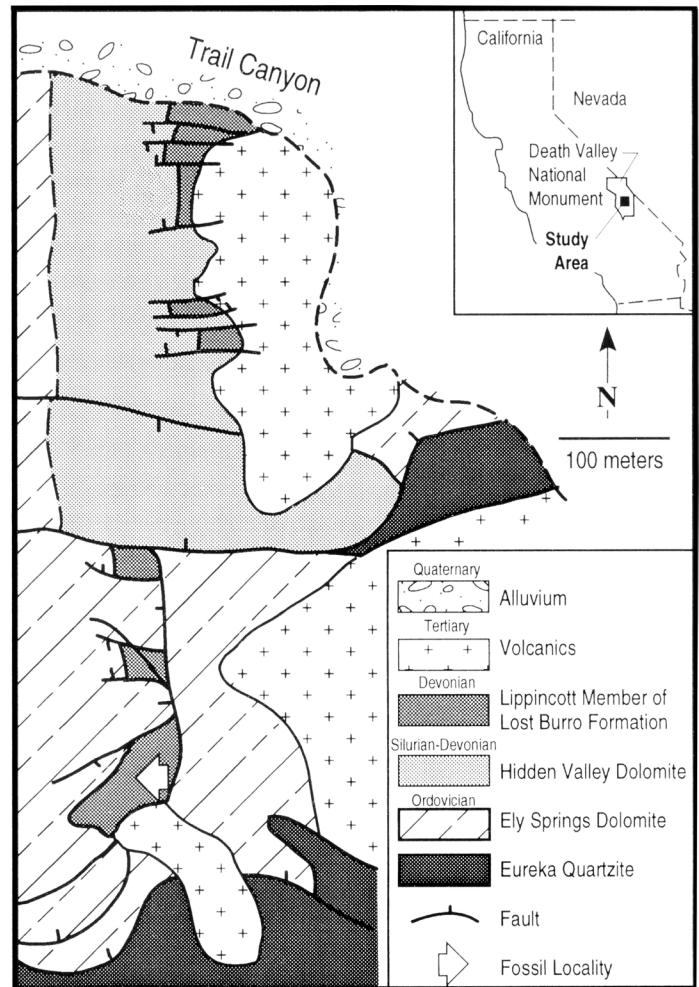 Trail Canyon
California
Nevada
Death Valley
National
Monument
Study
Area
N
100 meters
Quaternary
Alluvium
Tertiary
Volcanics
Devonian
Lippincott Member of
Lost Burro Formation
Silurian-Devonian
Hidden Valley Dolomite
Ordovician
Ely Springs Dolomite
Eureka Quartzite
Fault
Fossil Locality